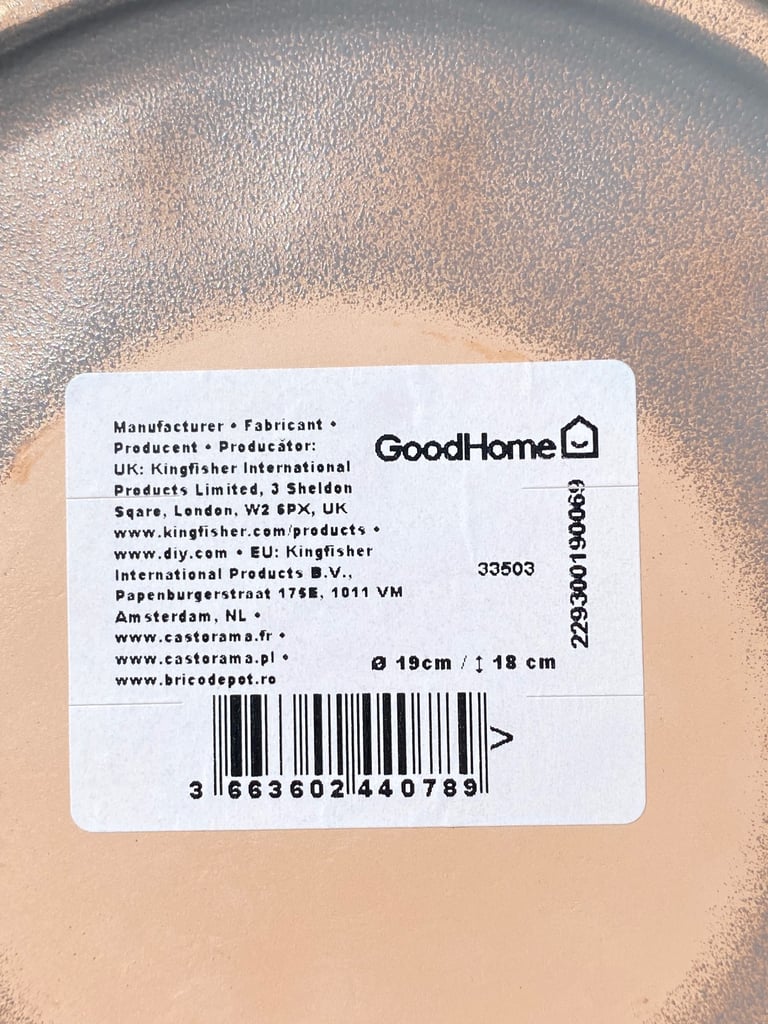 Manufacturer • Fabricant •
Producent • Producător:
UK: Kingfisher International
Products Limited, 3 Sheldon
Sqare, London, W2 6PX, UK
www.kingfisher.com/products •
www.diy.com • EU: Kingfisher
International Products B.V.,
Papenburgerstraat 175E, 1011 VM
Amsterdam, NL •
www.castorama.fr •
www.castorama.pl •
www.bricodepot.ro
GoodHome
33503
229300190069
Ø 19cm / ↕ 18 cm
3 663602 440789 >